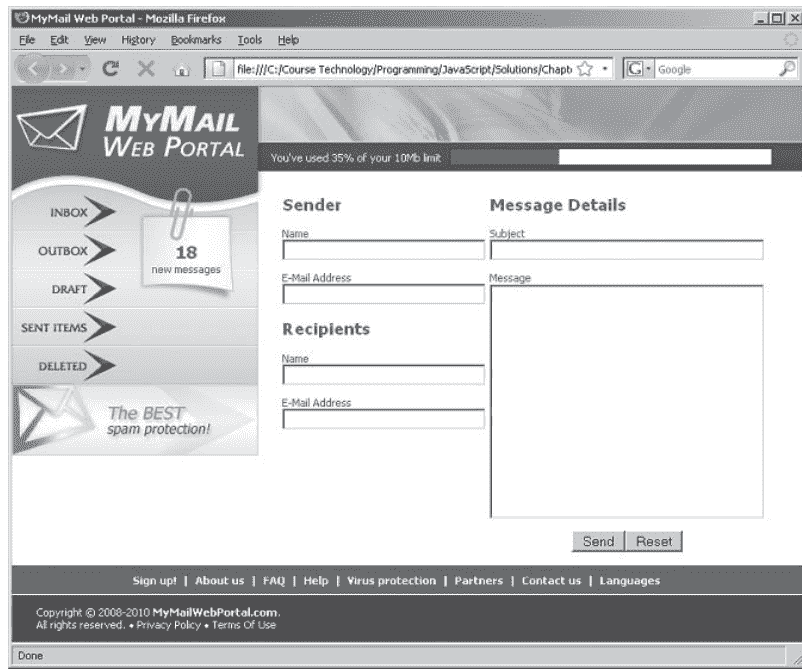 MyMail Web Portal - Mozilla Firefox
File Edit View History Bookmarks Tools Help
file:///C:/Course Technology/Programming/JavaScript/Solutions/Chapt
Google
MYMAIL
WEB PORTAL
You've used 35% of your 10Mb limit
INBOX
OUTBOX
DRAFT
SENT ITEMS
DELETED
18
new messages
The BEST
spam protection!
Sender
Name
E-Mail Address
Recipients
Name
E-Mail Address
Message Details
Subject
Message
Send Reset
Sign up! | About us | FAQ | Help | Virus protection | Partners | Contact us | Languages
Copyright © 2008-2010 MyMailWebPortal.com.
All rights reserved. • Privacy Policy • Terms Of Use
Done